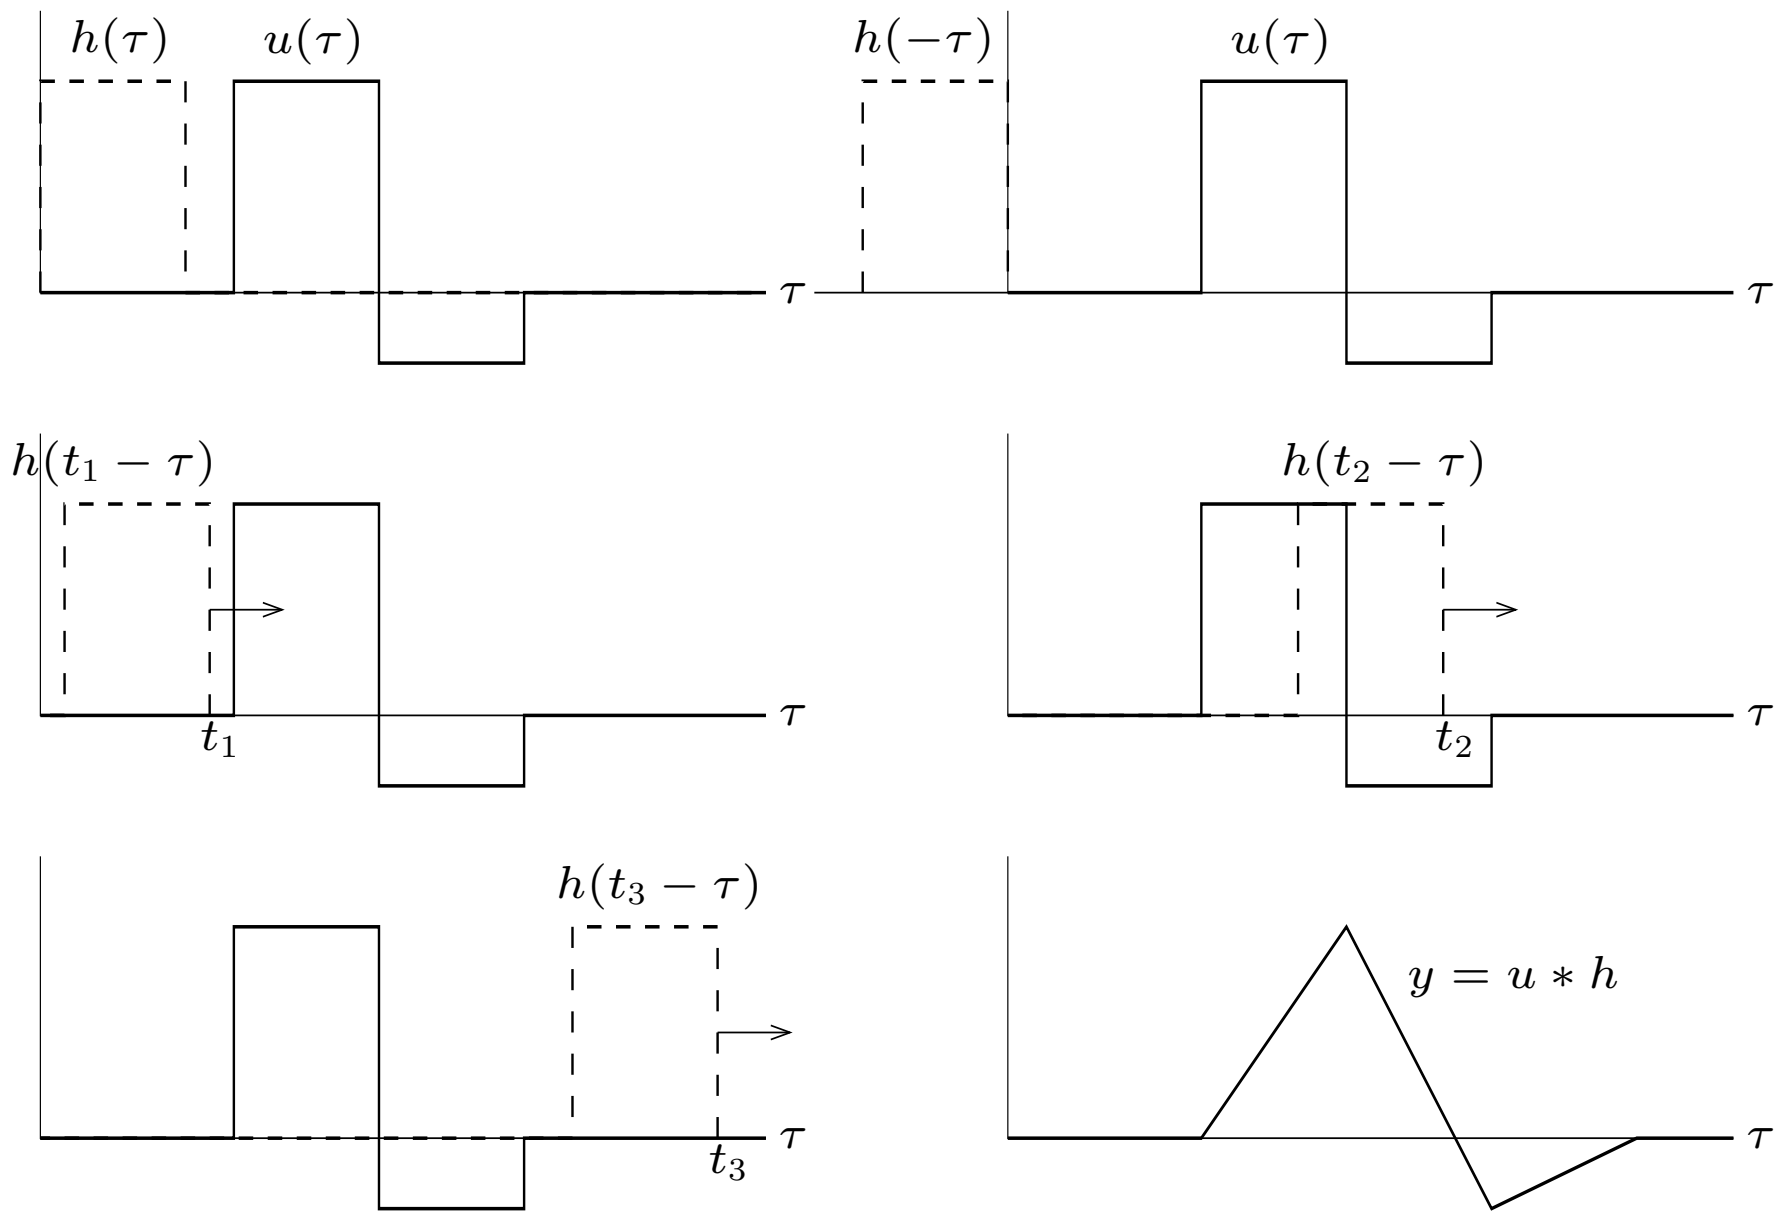 h(τ) u(τ) h(−τ) u(τ)
τ τ
h(t₁ − τ) h(t₂ − τ)
τ τ
t₁ t₂
h(t₃ − τ)
y = u ∗ h
τ τ
t₃